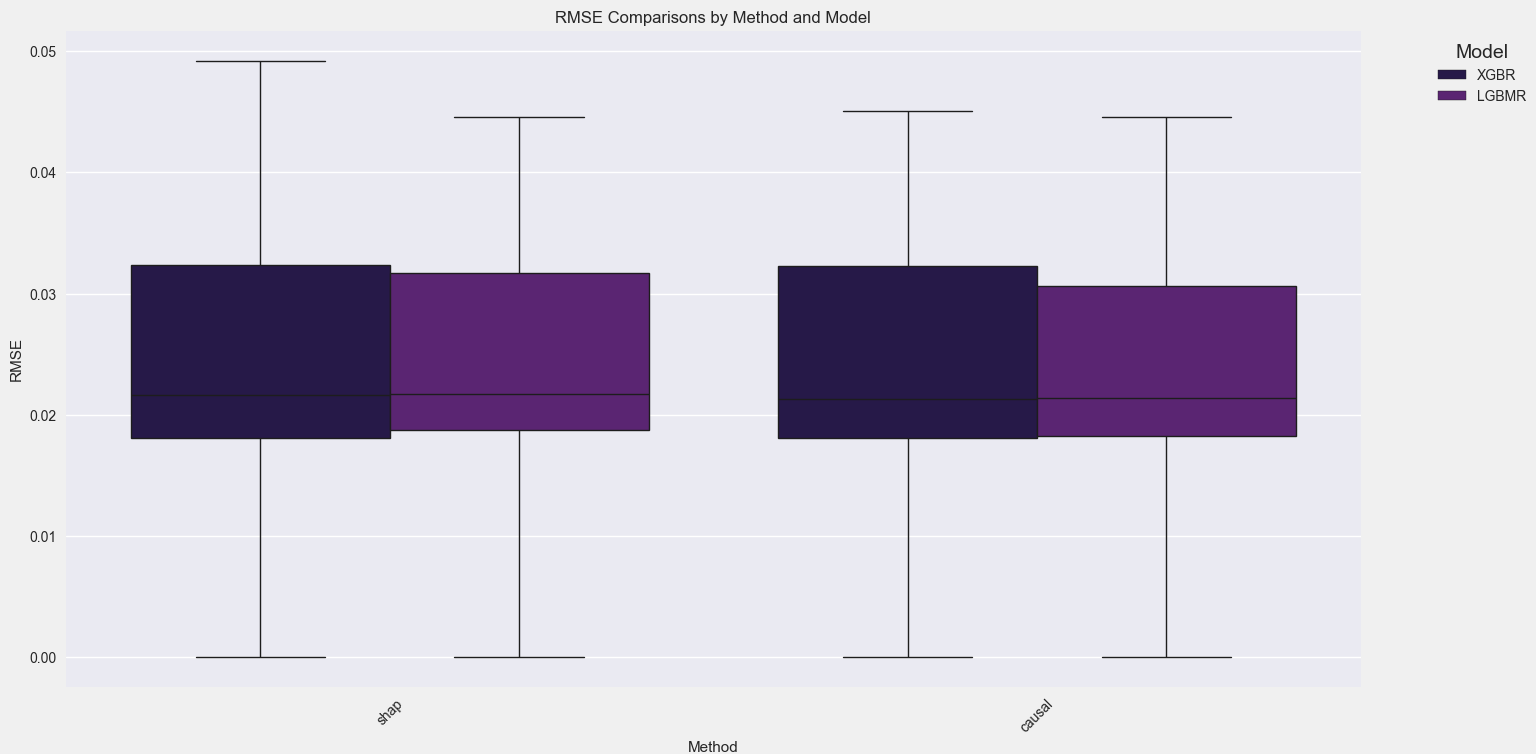 RMSE Comparisons by Method and Model
Model
XGBR
LGBMR
RMSE
0.05
0.04
0.03
0.02
0.01
0.00
shap
causal
Method